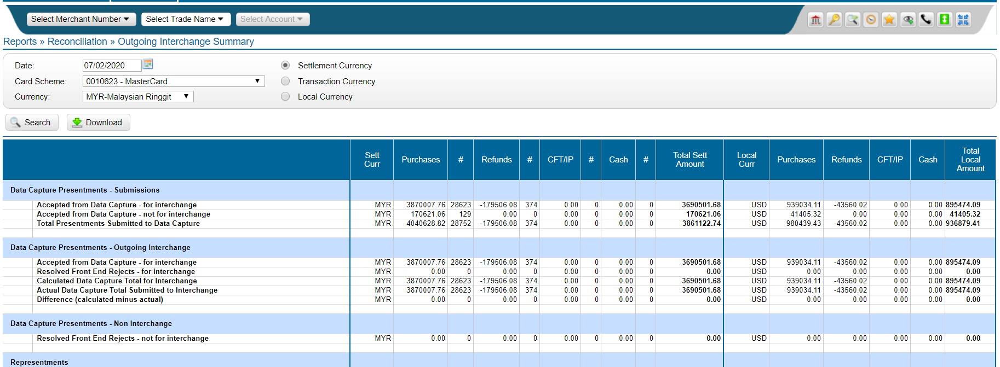 Select Merchant Number Select Trade Name Select Account
Reports » Reconciliation » Outgoing Interchange Summary
Date: 07/02/2020 Settlement Currency
Card Scheme: 0010623 - MasterCard Transaction Currency
Currency: MYR-Malaysian Ringgit Local Currency
Search Download
Sett Curr Purchases # Refunds # CFT/IP # Cash # Total Sett Amount Local Curr Purchases Refunds CFT/IP Cash Total Local Amount
Data Capture Presentments - Submissions
Accepted from Data Capture - for interchange MYR 3870007.76 28623 -179506.08 374 0.00 0 0.00 0 3690501.68 USD 939034.11 -43560.02 0.00 0.00 895474.09
Accepted from Data Capture - not for interchange MYR 170621.06 129 0.00 0 0.00 0 0.00 0 170621.06 USD 41405.32 0.00 0.00 0.00 41405.32
Total Presentments Submitted to Data Capture MYR 4040628.82 28752 -179506.08 374 0.00 0 0.00 0 3861122.74 USD 980439.43 -43560.02 0.00 0.00 936879.41
Data Capture Presentments - Outgoing Interchange
Accepted from Data Capture - for interchange MYR 3870007.76 28623 -179506.08 374 0.00 0 0.00 0 3690501.68 USD 939034.11 -43560.02 0.00 0.00 895474.09
Resolved Front End Rejects - for interchange MYR 0.00 0 0.00 0 0.00 0 0.00 0 0.00 USD 0.00 0.00 0.00 0.00 0.00
Calculated Data Capture Total for Interchange MYR 3870007.76 28623 -179506.08 374 0.00 0 0.00 0 3690501.68 USD 939034.11 -43560.02 0.00 0.00 895474.09
Actual Data Capture Total Submitted to Interchange MYR 3870007.76 28623 -179506.08 374 0.00 0 0.00 0 3690501.68 USD 939034.11 -43560.02 0.00 0.00 895474.09
Difference (calculated minus actual) MYR 0.00 0 0.00 0 0.00 0 0.00 0 0.00 USD 0.00 0.00 0.00 0.00 0.00
Data Capture Presentments - Non Interchange
Resolved Front End Rejects - not for interchange MYR 0.00 0 0.00 0 0.00 0 0.00 0 0.00 USD 0.00 0.00 0.00 0.00 0.00
Representments